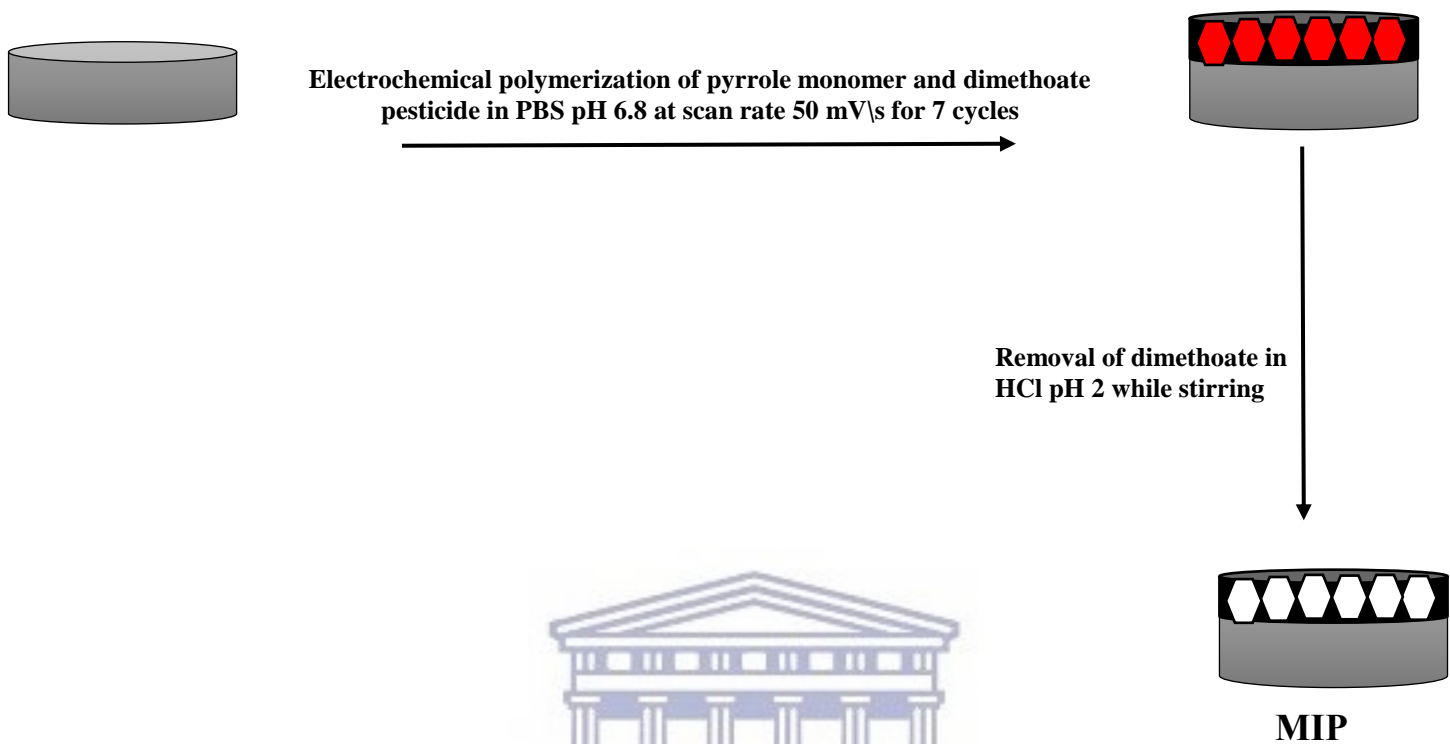 Electrochemical polymerization of pyrrole monomer and dimethoate
pesticide in PBS pH 6.8 at scan rate 50 mV\s for 7 cycles
Removal of dimethoate in
HCl pH 2 while stirring
MIP